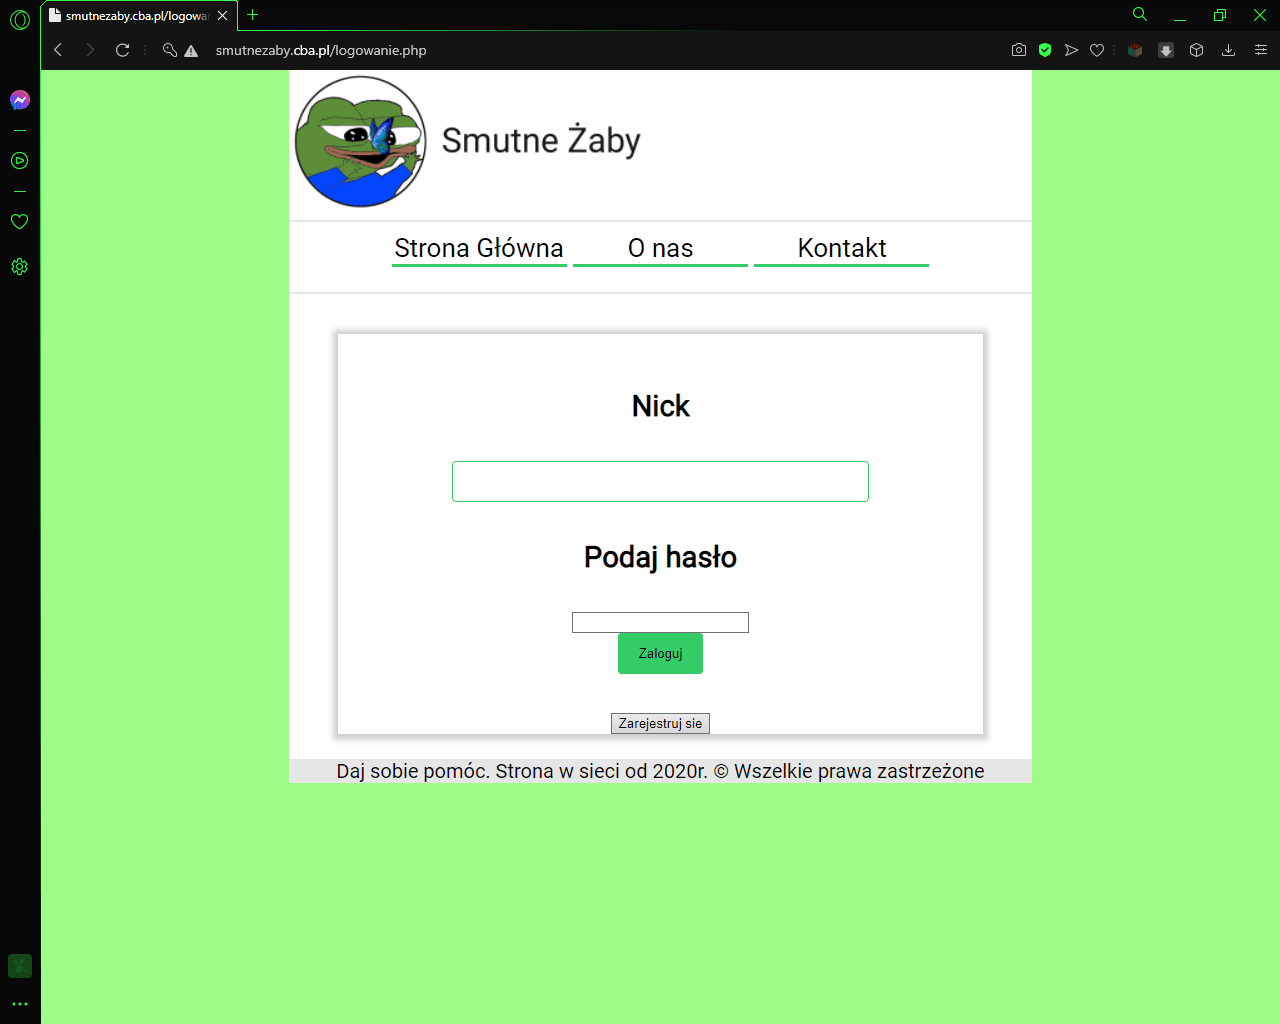 smutnezaby.cba.pl/logowa
smutnezaby.cba.pl/logowanie.php
Smutne Żaby
Strona Główna O nas Kontakt
Nick
Podaj hasło
Zaloguj
Zarejestruj sie
Daj sobie pomóc. Strona w sieci od 2020r. © Wszelkie prawa zastrzeżone